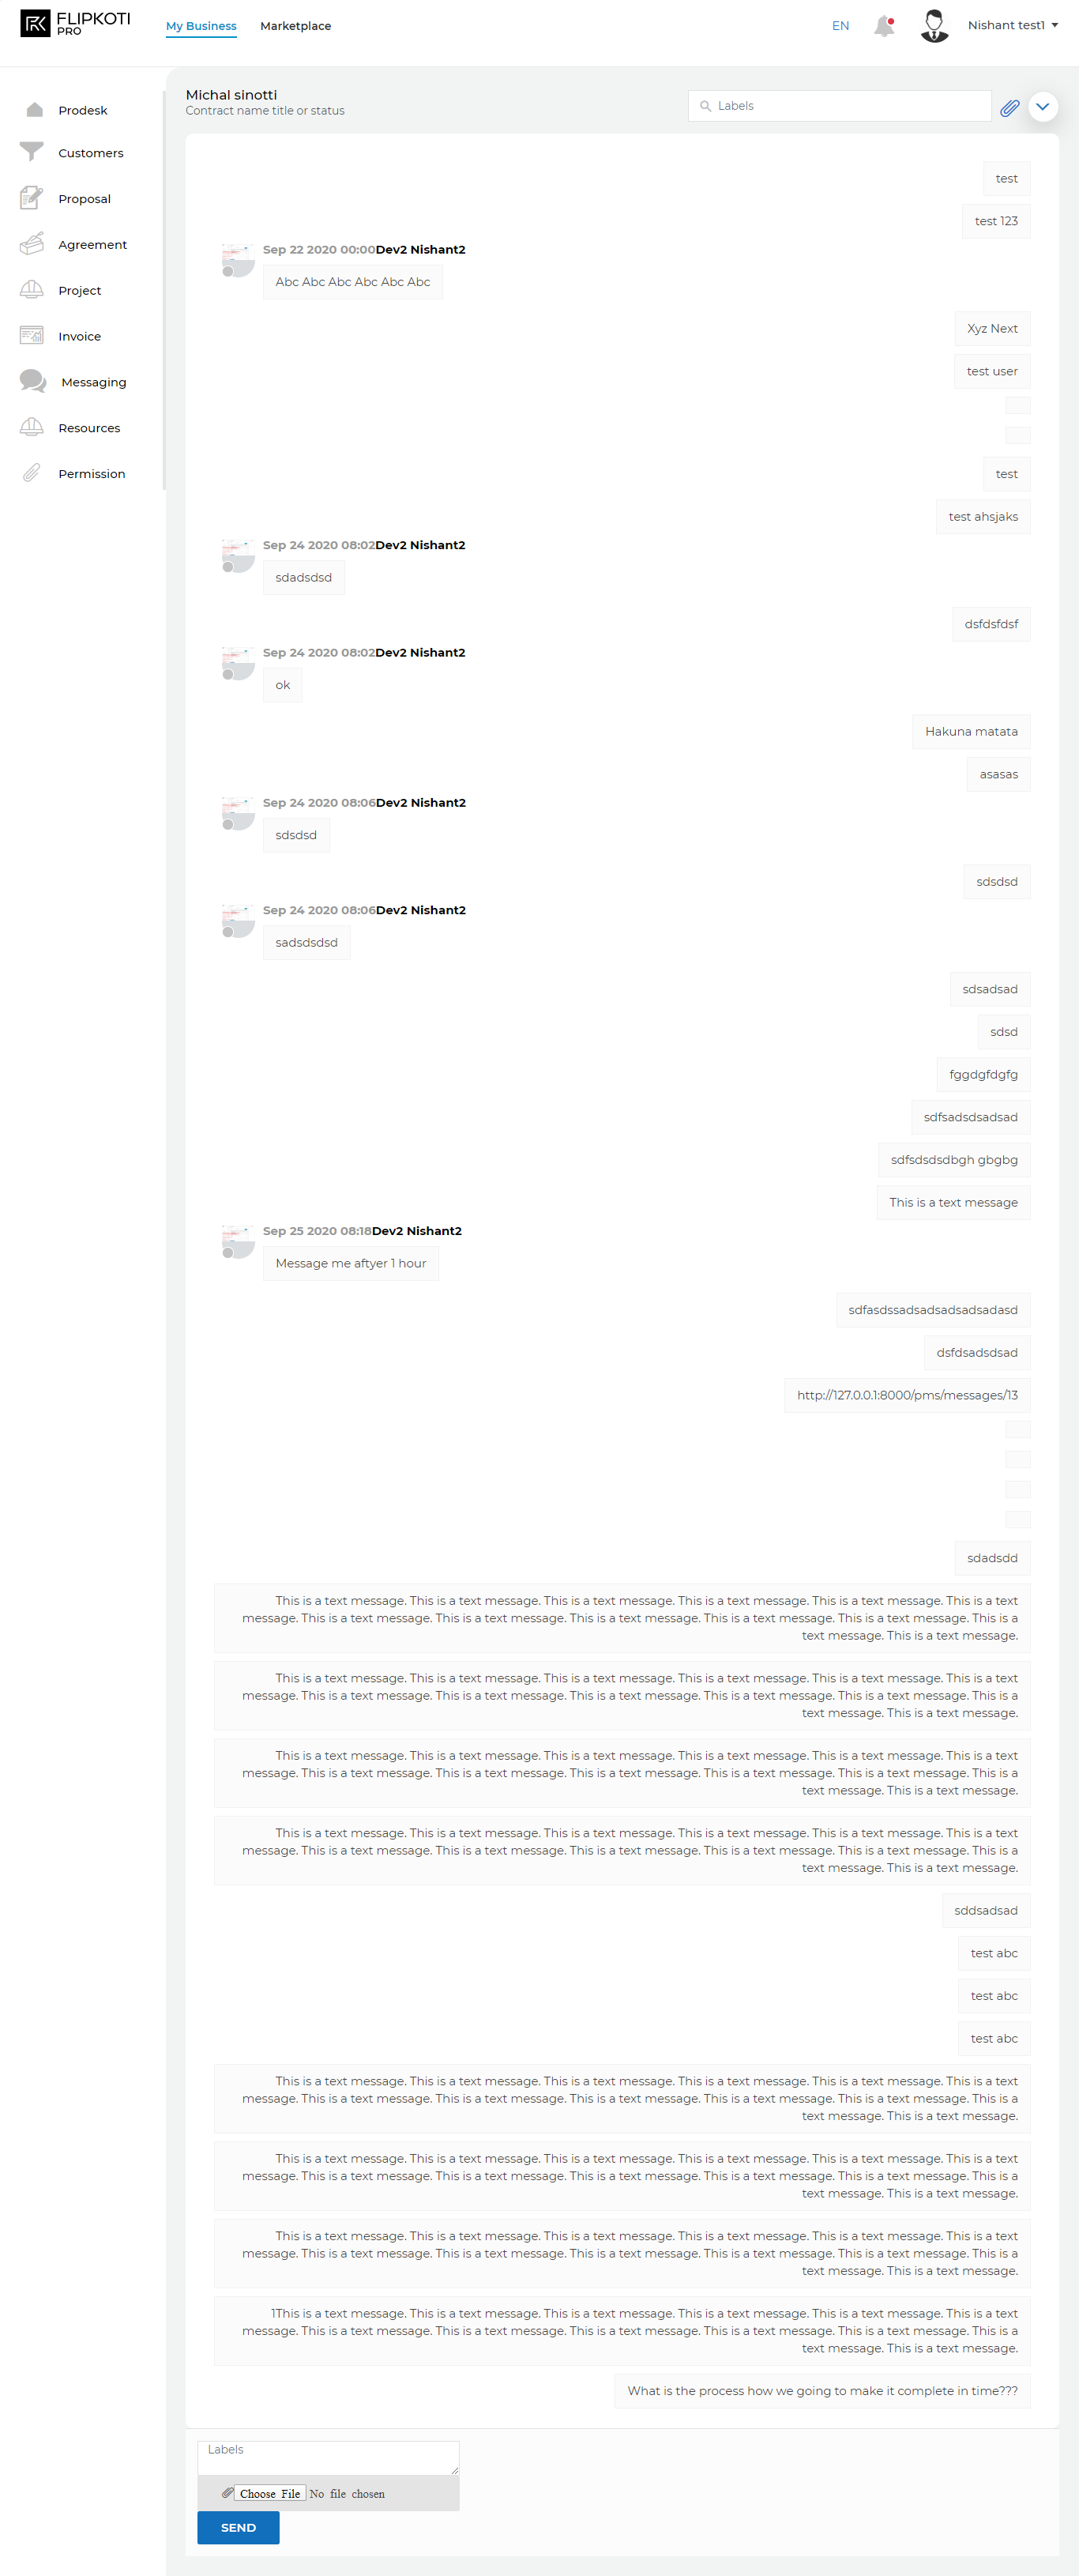 FLIPKOTI
PRO
My Business
Marketplace
EN
Nishant test1
Prodesk
Customers
Proposal
Agreement
Project
Invoice
Messaging
Resources
Permission
Michal sinotti
Contract name title or status
Labels
test
test 123
Sep 22 2020 00:00Dev2 Nishant2
Abc Abc Abc Abc Abc Abc
Xyz Next
test user
test
test ahsjaks
Sep 24 2020 08:02Dev2 Nishant2
sdadsdsd
dsfdsfdsf
Sep 24 2020 08:02Dev2 Nishant2
ok
Hakuna matata
asasas
Sep 24 2020 08:06Dev2 Nishant2
sdsdsd
sdsdsd
Sep 24 2020 08:06Dev2 Nishant2
sadsdsdsd
sdsadsad
sdsd
fggdgfdgfg
sdfsadsdsadsad
sdfsdsdsdbgh gbgbg
This is a text message
Sep 25 2020 08:18Dev2 Nishant2
Message me aftyer 1 hour
sdfasdssadsadsadsadsadasd
dsfdsadsdsad
http://127.0.0.1:8000/pms/messages/13
sdadsdd
This is a text message. This is a text message. This is a text message. This is a text message. This is a text message. This is a text
message. This is a text message. This is a text message. This is a text message. This is a text message. This is a text message. This is a
text message. This is a text message.
This is a text message. This is a text message. This is a text message. This is a text message. This is a text message. This is a text
message. This is a text message. This is a text message. This is a text message. This is a text message. This is a text message. This is a
text message. This is a text message.
This is a text message. This is a text message. This is a text message. This is a text message. This is a text message. This is a text
message. This is a text message. This is a text message. This is a text message. This is a text message. This is a text message. This is a
text message. This is a text message.
This is a text message. This is a text message. This is a text message. This is a text message. This is a text message. This is a text
message. This is a text message. This is a text message. This is a text message. This is a text message. This is a text message. This is a
text message. This is a text message.
sddsadsad
test abc
test abc
test abc
This is a text message. This is a text message. This is a text message. This is a text message. This is a text message. This is a text
message. This is a text message. This is a text message. This is a text message. This is a text message. This is a text message. This is a
text message. This is a text message.
This is a text message. This is a text message. This is a text message. This is a text message. This is a text message. This is a text
message. This is a text message. This is a text message. This is a text message. This is a text message. This is a text message. This is a
text message. This is a text message.
This is a text message. This is a text message. This is a text message. This is a text message. This is a text message. This is a text
message. This is a text message. This is a text message. This is a text message. This is a text message. This is a text message. This is a
text message. This is a text message.
1This is a text message. This is a text message. This is a text message. This is a text message. This is a text message. This is a text
message. This is a text message. This is a text message. This is a text message. This is a text message. This is a text message. This is a
text message. This is a text message.
What is the process how we going to make it complete in time???
Labels
Choose File No file chosen
SEND